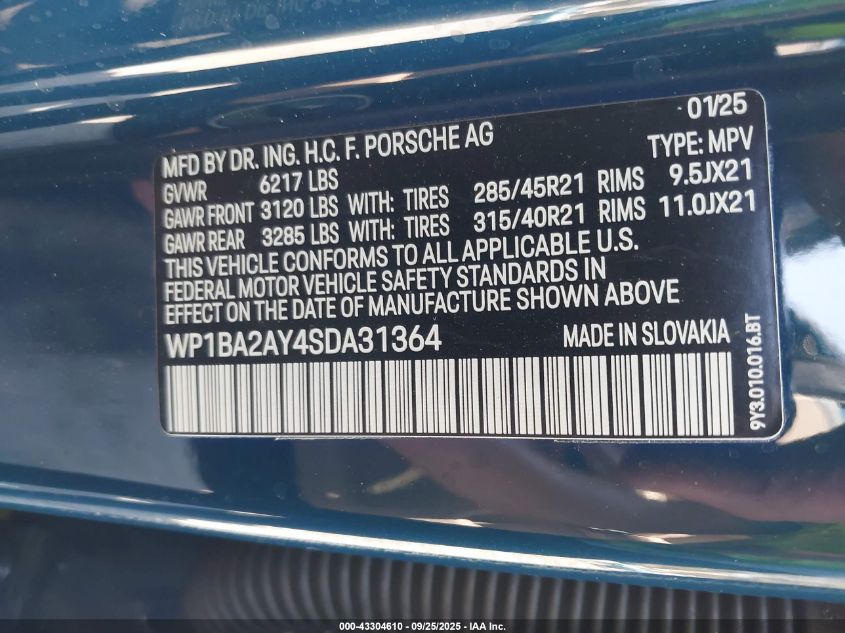 01/25
MFD BY DR. ING. H.C. F. PORSCHE AG
TYPE: MPV
GVWR 6217 LBS
GAWR FRONT 3120 LBS WITH: TIRES 285/45R21 RIMS 9.5JX21
GAWR REAR 3285 LBS WITH: TIRES 315/40R21 RIMS 11.0JX21
THIS VEHICLE CONFORMS TO ALL APPLICABLE U.S.
FEDERAL MOTOR VEHICLE SAFETY STANDARDS IN
EFFECT ON THE DATE OF MANUFACTURE SHOWN ABOVE
WP1BA2AY4SDA31364 MADE IN SLOVAKIA
9Y3.010.016.BT
000-43304610 - 09/25/2025 - IAA Inc.